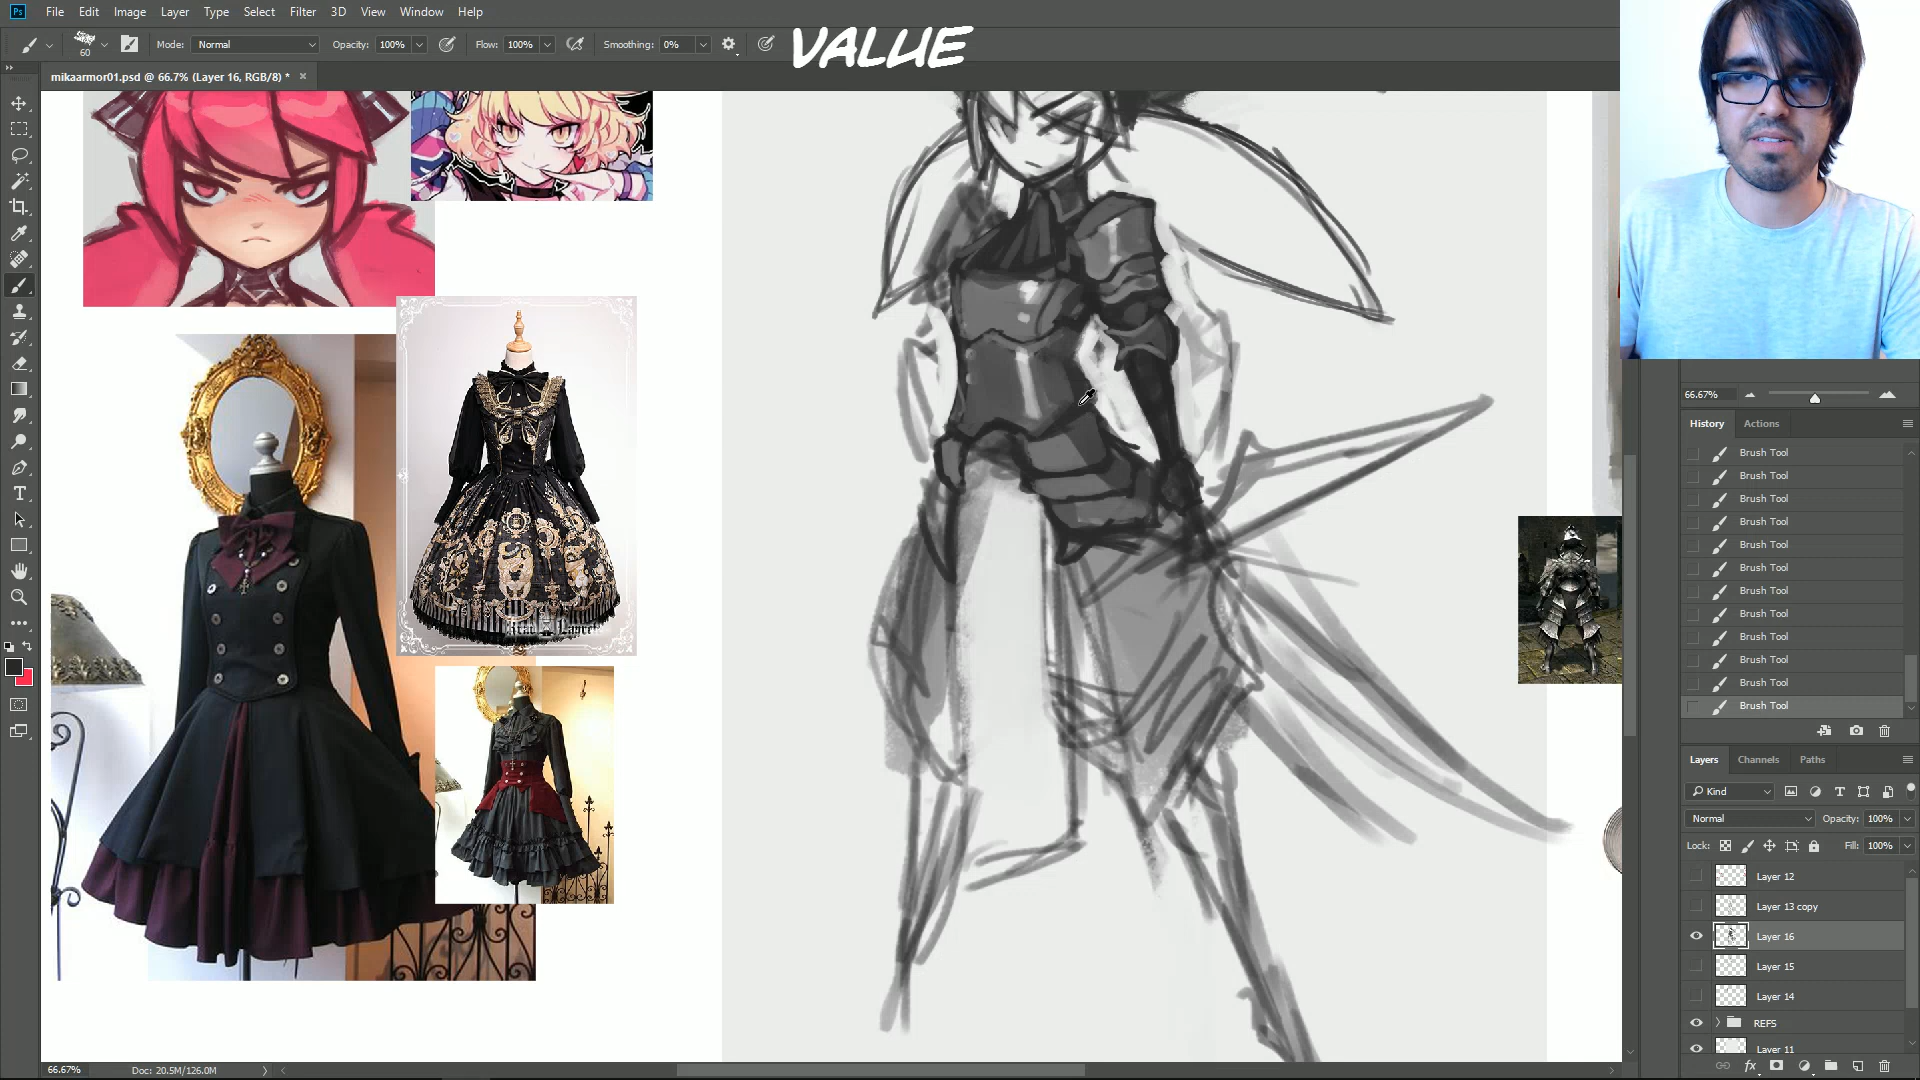 Ps File Edit Image Layer Type Select Filter 3D View Window Help
VALUE
60 Mode: Normal Opacity: 100% Flow: 100% Smoothing: 0%
mikaarmor01.psd @ 66.7% (Layer 16, RGB/8) *
66.67%
History Actions
Brush Tool
Brush Tool
Brush Tool
Brush Tool
Brush Tool
Brush Tool
Brush Tool
Brush Tool
Brush Tool
Brush Tool
Brush Tool
Brush Tool
Layers Channels Paths
Kind
Normal Opacity: 100%
Lock: Fill: 100%
Layer 12
Layer 13 copy
Layer 16
Layer 15
Layer 14
REFS
Layer 11
fx
66.67% Doc: 20.5M/126.0M